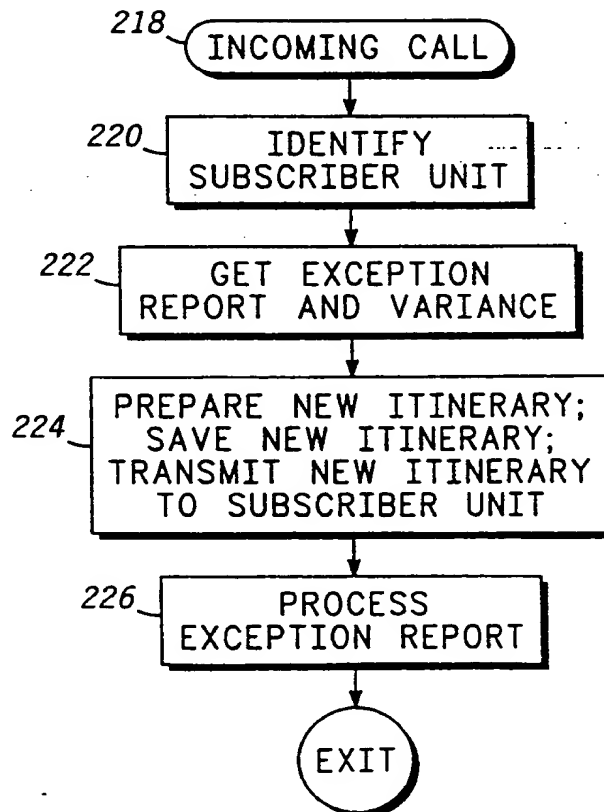 218
INCOMING CALL
220
IDENTIFY
SUBSCRIBER UNIT
222
GET EXCEPTION
REPORT AND VARIANCE
224
PREPARE NEW ITINERARY;
SAVE NEW ITINERARY;
TRANSMIT NEW ITINERARY
TO SUBSCRIBER UNIT
226
PROCESS
EXCEPTION REPORT
EXIT